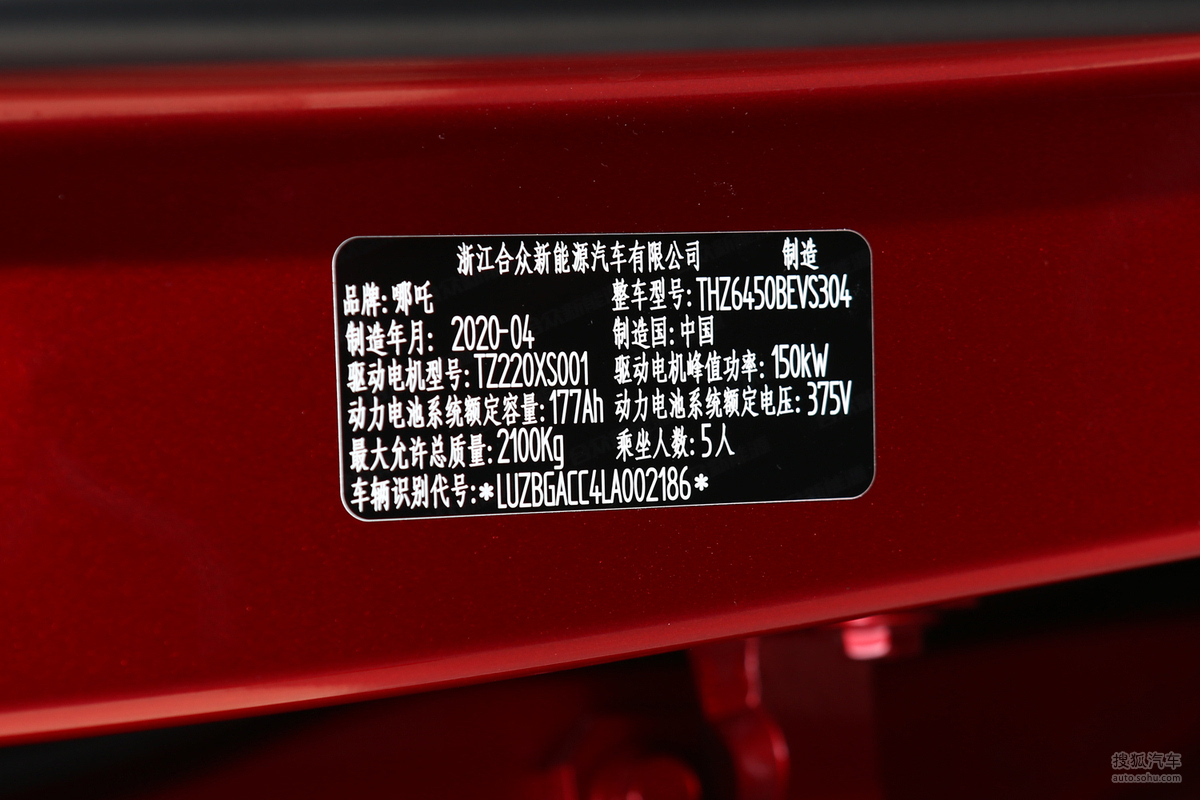 浙江合众新能源汽车有限公司 制造
品牌:哪吒 整车型号:THZ6450BEVS304
制造年月: 2020-04 制造国:中国
驱动电机型号:TZ220XS001 驱动电机峰值功率:150kW
动力电池系统额定容量:177Ah 动力电池系统额定电压:375V
最大允许总质量:2100Kg 乘坐人数:5人
车辆识别代号:*LUZBGACC4LA002186*
搜狐汽车
auto.sohu.com